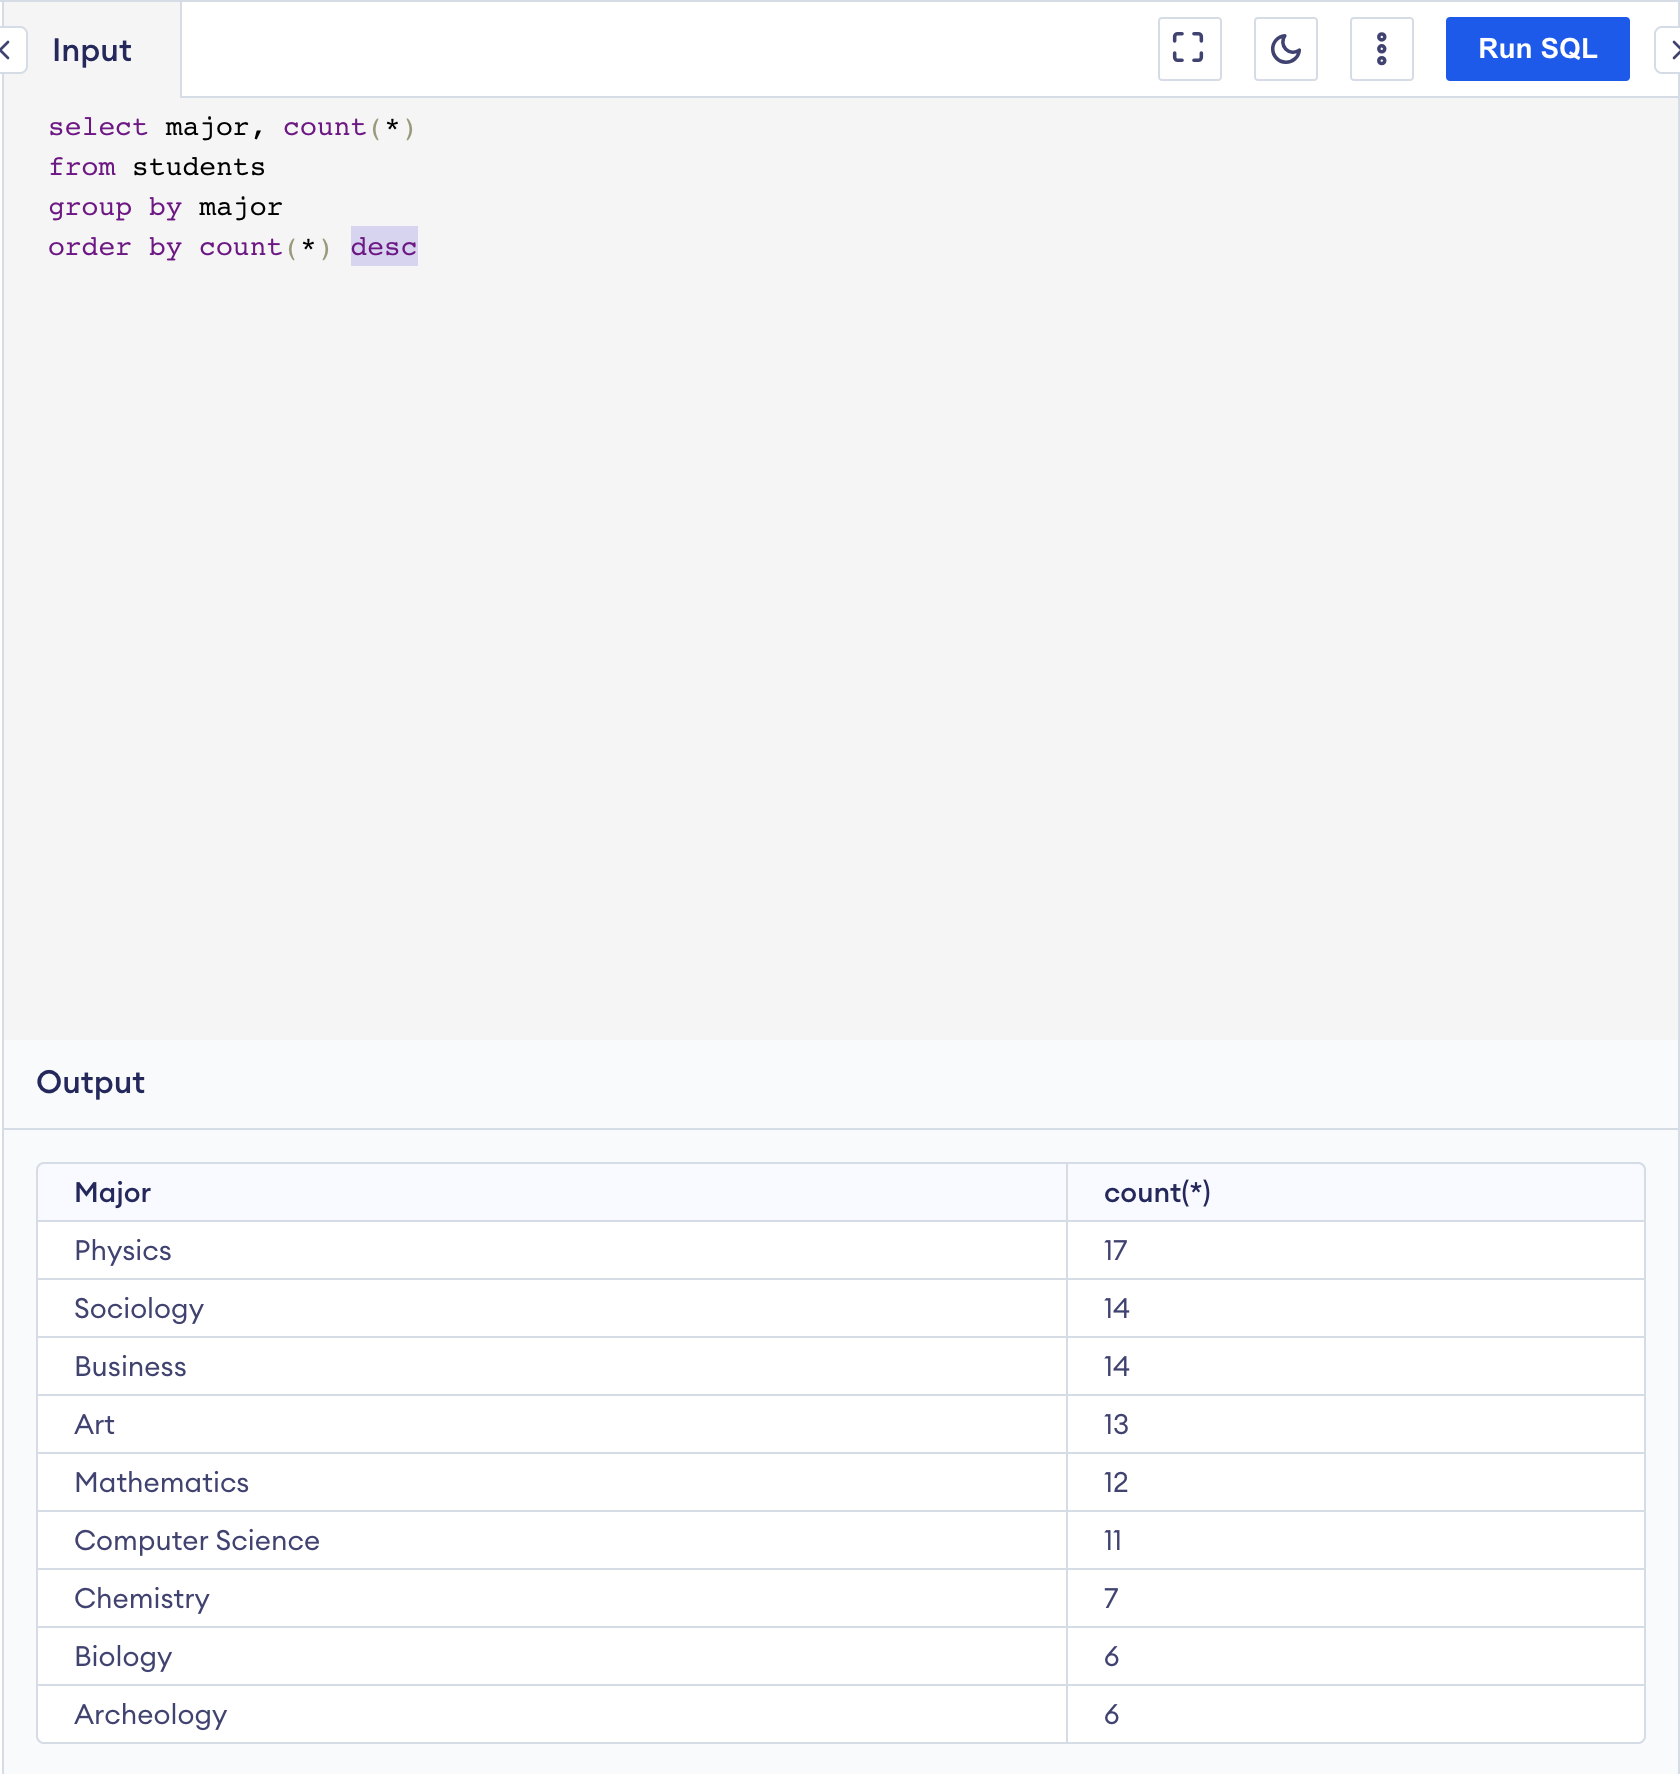 Input
Run SQL
select major, count(*)
from students
group by major
order by count(*) desc
Output
Major count(*)
Physics 17
Sociology 14
Business 14
Art 13
Mathematics 12
Computer Science 11
Chemistry 7
Biology 6
Archeology 6